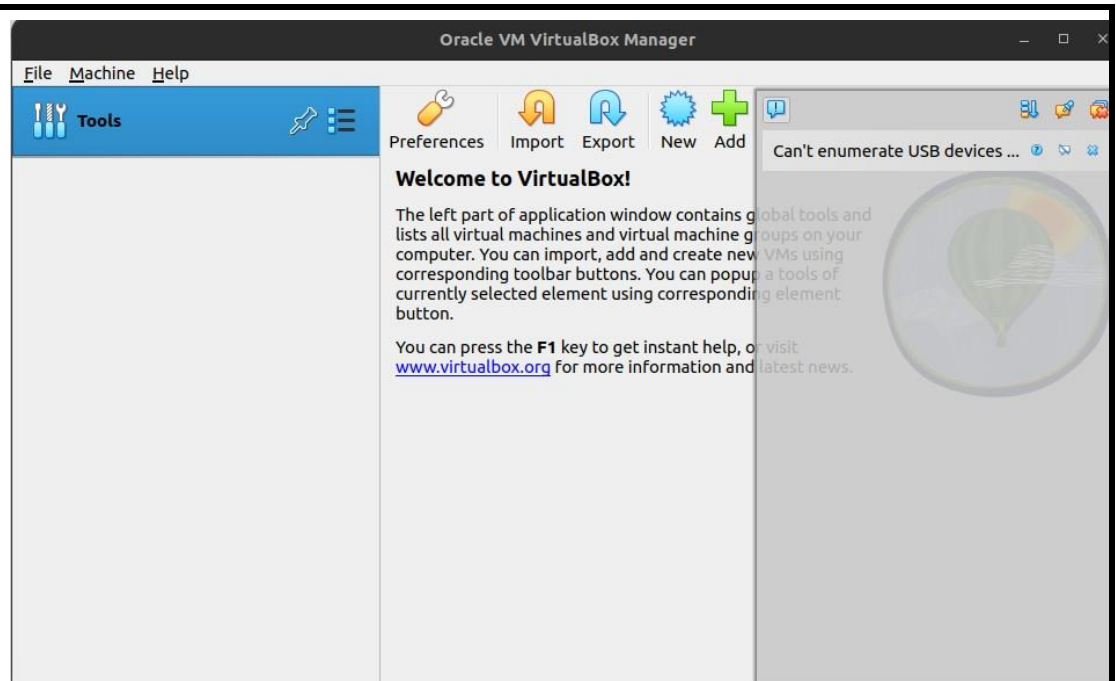 Oracle VM VirtualBox Manager
File Machine Help
Tools
Preferences Import Export New Add
Can't enumerate USB devices ...
Welcome to VirtualBox!
The left part of application window contains global tools and
lists all virtual machines and virtual machine groups on your
computer. You can import, add and create new VMs using
corresponding toolbar buttons. You can popup a tools of
currently selected element using corresponding element
button.
You can press the F1 key to get instant help, or visit
www.virtualbox.org for more information and latest news.